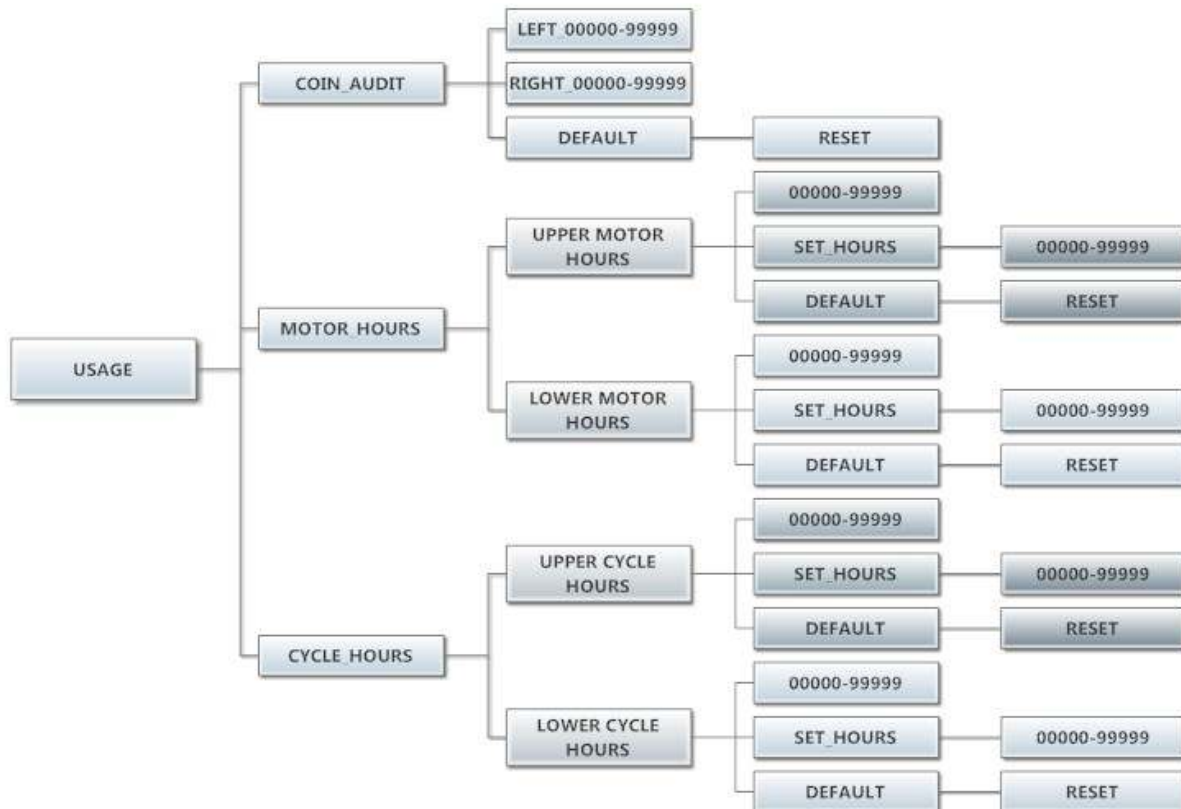 LEFT_00000-99999
COIN_AUDIT
RIGHT_00000-99999
DEFAULT
RESET
00000-99999
UPPER MOTOR
HOURS
SET_HOURS
00000-99999
DEFAULT
RESET
MOTOR_HOURS
00000-99999
USAGE
LOWER MOTOR
HOURS
SET_HOURS
00000-99999
DEFAULT
RESET
00000-99999
UPPER CYCLE
HOURS
SET_HOURS
00000-99999
DEFAULT
RESET
CYCLE_HOURS
00000-99999
LOWER CYCLE
HOURS
SET_HOURS
00000-99999
DEFAULT
RESET